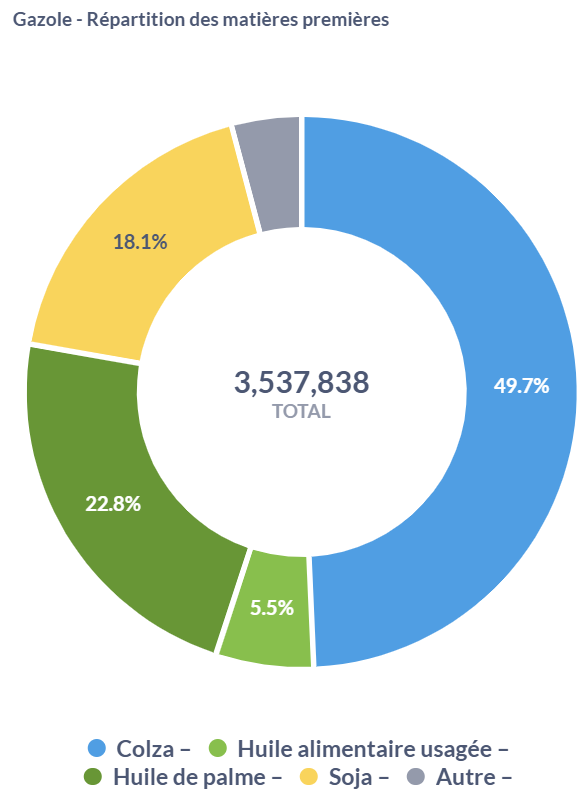 Gazole - Répartition des matières premières
18.1%
3,537,838
TOTAL
49.7%
22.8%
5.5%
Colza – Huile alimentaire usagée –
Huile de palme – Soja – Autre –